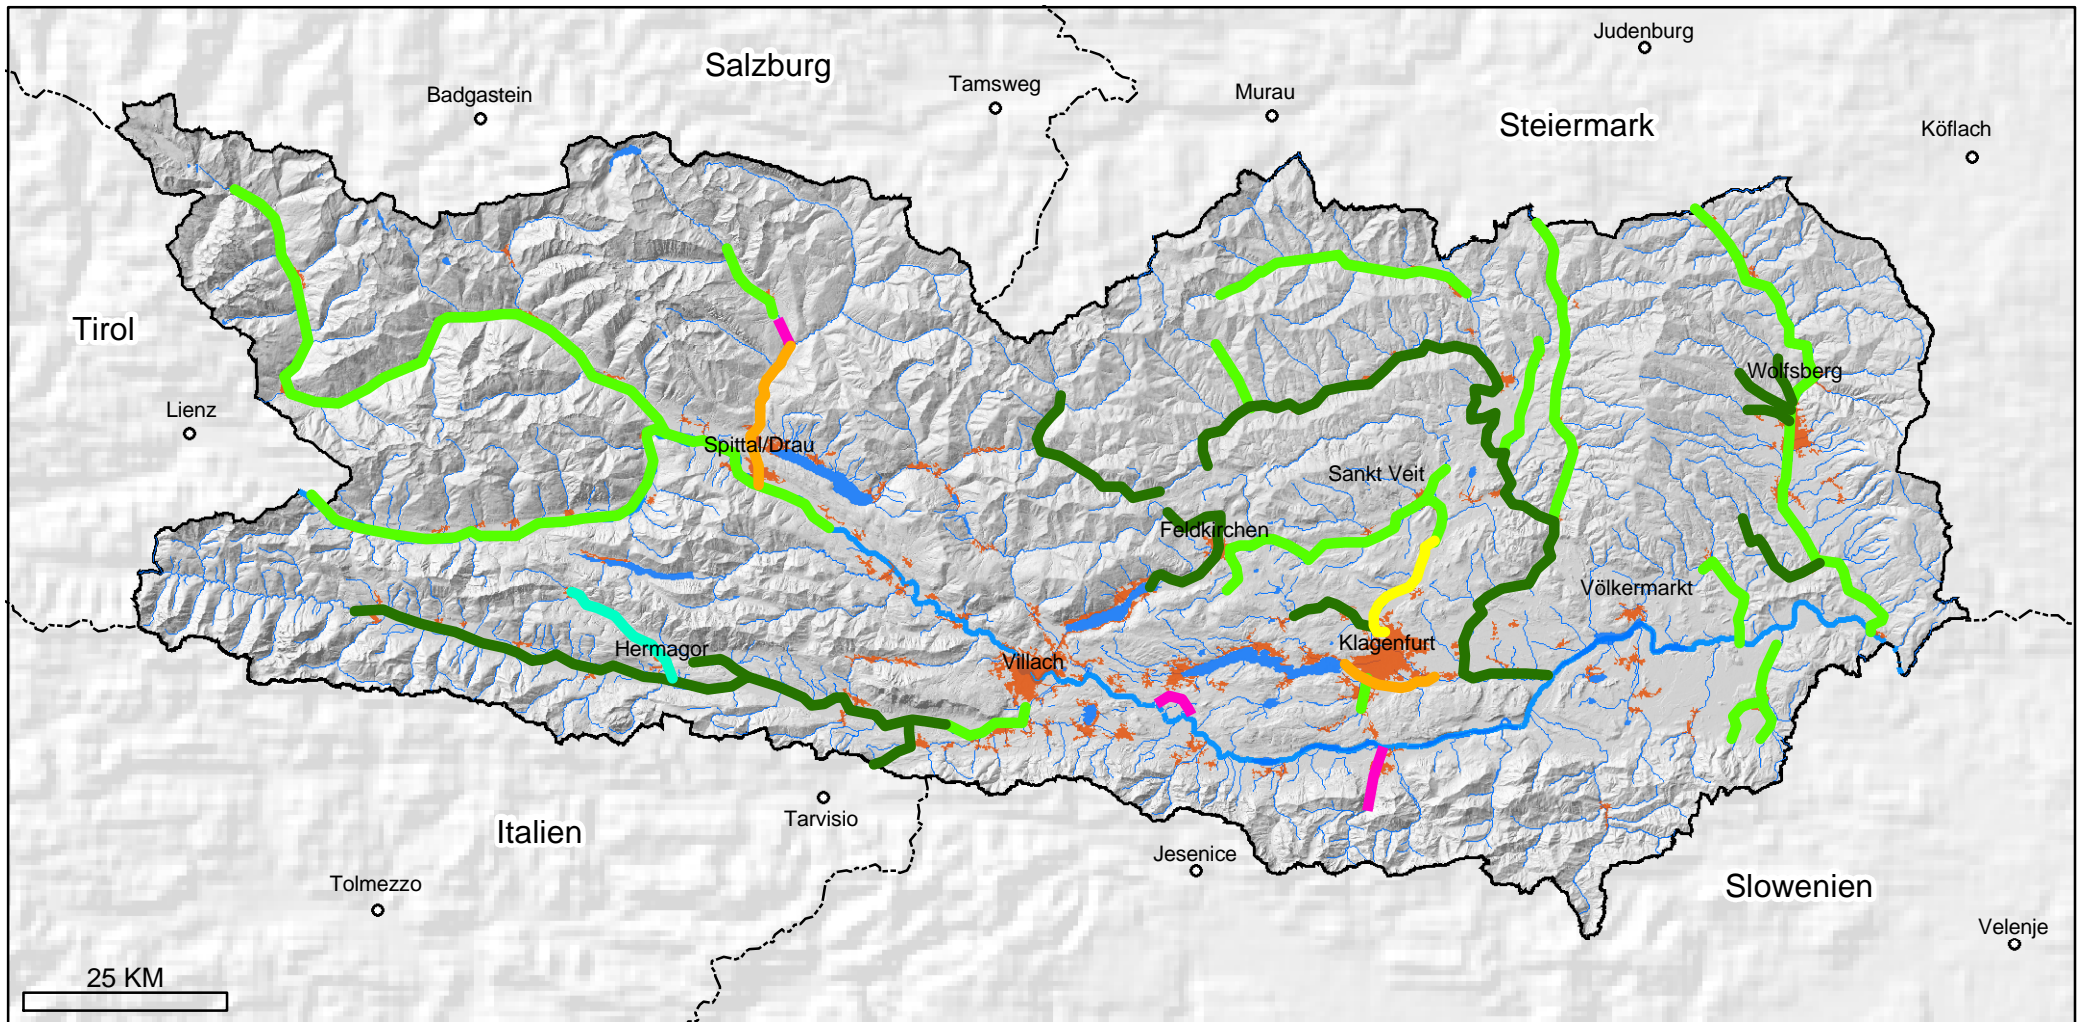 Judenburg
Salzburg
Tamsweg
Badgastein
Murau
Steiermark
Köflach
Tirol
Wolfsberg
Lienz
Spittal/Drau
Sankt Veit
Feldkirchen
Völkermarkt
Hermagor
Klagenfurt
Villach
Tarvisio
Italien
Jesenice
Tolmezzo
Slowenien
Velenje
25 KM